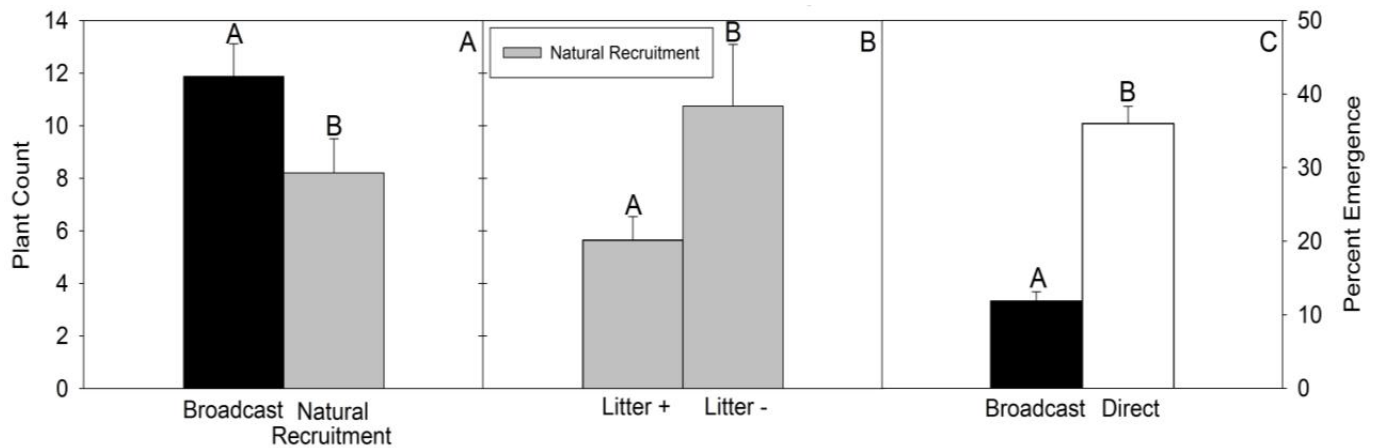 Plant Count
14
12
10
8
6
4
2
0
A
B
A
Broadcast
Natural
Recruitment
Natural Recruitment
A
B
B
Litter +
Litter -
A
B
C
Broadcast
Direct
50
40
30
20
10
0
Percent Emergence